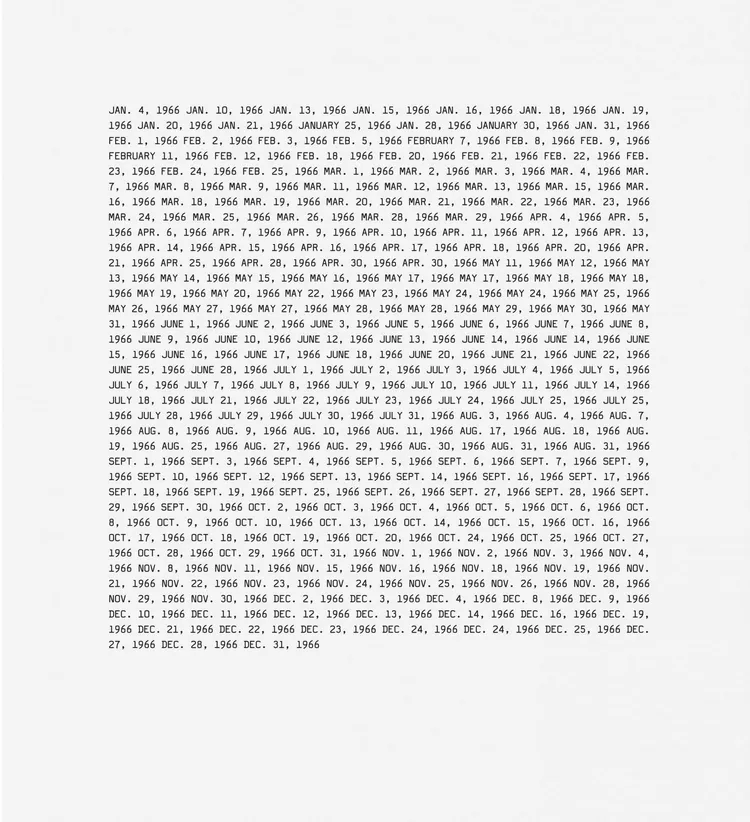 JAN. 4, 1966 JAN. 10, 1966 JAN. 13, 1966 JAN. 15, 1966 JAN. 16, 1966 JAN. 18, 1966 JAN. 19,
1966 JAN. 20, 1966 JAN. 21, 1966 JANUARY 25, 1966 JAN. 28, 1966 JANUARY 30, 1966 JAN. 31, 1966
FEB. 1, 1966 FEB. 2, 1966 FEB. 3, 1966 FEB. 5, 1966 FEBRUARY 7, 1966 FEB. 8, 1966 FEB. 9, 1966
FEBRUARY 11, 1966 FEB. 12, 1966 FEB. 18, 1966 FEB. 20, 1966 FEB. 21, 1966 FEB. 22, 1966 FEB.
23, 1966 FEB. 24, 1966 FEB. 25, 1966 MAR. 1, 1966 MAR. 2, 1966 MAR. 3, 1966 MAR. 4, 1966 MAR.
7, 1966 MAR. 8, 1966 MAR. 9, 1966 MAR. 11, 1966 MAR. 12, 1966 MAR. 13, 1966 MAR. 15, 1966 MAR.
16, 1966 MAR. 18, 1966 MAR. 19, 1966 MAR. 20, 1966 MAR. 21, 1966 MAR. 22, 1966 MAR. 23, 1966
MAR. 24, 1966 MAR. 25, 1966 MAR. 26, 1966 MAR. 28, 1966 MAR. 29, 1966 APR. 4, 1966 APR. 5,
1966 APR. 6, 1966 APR. 7, 1966 APR. 9, 1966 APR. 10, 1966 APR. 11, 1966 APR. 12, 1966 APR. 13,
1966 APR. 14, 1966 APR. 15, 1966 APR. 16, 1966 APR. 17, 1966 APR. 18, 1966 APR. 20, 1966 APR.
21, 1966 APR. 25, 1966 APR. 28, 1966 APR. 30, 1966 APR. 30, 1966 MAY 11, 1966 MAY 12, 1966 MAY
13, 1966 MAY 14, 1966 MAY 15, 1966 MAY 16, 1966 MAY 17, 1966 MAY 17, 1966 MAY 18, 1966 MAY 18,
1966 MAY 19, 1966 MAY 20, 1966 MAY 22, 1966 MAY 23, 1966 MAY 24, 1966 MAY 24, 1966 MAY 25, 1966
MAY 26, 1966 MAY 27, 1966 MAY 27, 1966 MAY 28, 1966 MAY 28, 1966 MAY 29, 1966 MAY 30, 1966 MAY
31, 1966 JUNE 1, 1966 JUNE 2, 1966 JUNE 3, 1966 JUNE 5, 1966 JUNE 6, 1966 JUNE 7, 1966 JUNE 8,
1966 JUNE 9, 1966 JUNE 10, 1966 JUNE 12, 1966 JUNE 13, 1966 JUNE 14, 1966 JUNE 14, 1966 JUNE
15, 1966 JUNE 16, 1966 JUNE 17, 1966 JUNE 18, 1966 JUNE 20, 1966 JUNE 21, 1966 JUNE 22, 1966
JUNE 25, 1966 JUNE 28, 1966 JULY 1, 1966 JULY 2, 1966 JULY 3, 1966 JULY 4, 1966 JULY 5, 1966
JULY 6, 1966 JULY 7, 1966 JULY 8, 1966 JULY 9, 1966 JULY 10, 1966 JULY 11, 1966 JULY 14, 1966
JULY 18, 1966 JULY 21, 1966 JULY 22, 1966 JULY 23, 1966 JULY 24, 1966 JULY 25, 1966 JULY 25,
1966 JULY 28, 1966 JULY 29, 1966 JULY 30, 1966 JULY 31, 1966 AUG. 3, 1966 AUG. 4, 1966 AUG. 7,
1966 AUG. 8, 1966 AUG. 9, 1966 AUG. 10, 1966 AUG. 11, 1966 AUG. 17, 1966 AUG. 18, 1966 AUG.
19, 1966 AUG. 25, 1966 AUG. 27, 1966 AUG. 29, 1966 AUG. 30, 1966 AUG. 31, 1966 AUG. 31, 1966
SEPT. 1, 1966 SEPT. 3, 1966 SEPT. 4, 1966 SEPT. 5, 1966 SEPT. 6, 1966 SEPT. 7, 1966 SEPT. 9,
1966 SEPT. 10, 1966 SEPT. 12, 1966 SEPT. 13, 1966 SEPT. 14, 1966 SEPT. 16, 1966 SEPT. 17, 1966
SEPT. 18, 1966 SEPT. 19, 1966 SEPT. 25, 1966 SEPT. 26, 1966 SEPT. 27, 1966 SEPT. 28, 1966 SEPT.
29, 1966 SEPT. 30, 1966 OCT. 2, 1966 OCT. 3, 1966 OCT. 4, 1966 OCT. 5, 1966 OCT. 6, 1966 OCT.
8, 1966 OCT. 9, 1966 OCT. 10, 1966 OCT. 13, 1966 OCT. 14, 1966 OCT. 15, 1966 OCT. 16, 1966
OCT. 17, 1966 OCT. 18, 1966 OCT. 19, 1966 OCT. 20, 1966 OCT. 24, 1966 OCT. 25, 1966 OCT. 27,
1966 OCT. 28, 1966 OCT. 29, 1966 OCT. 31, 1966 NOV. 1, 1966 NOV. 2, 1966 NOV. 3, 1966 NOV. 4,
1966 NOV. 8, 1966 NOV. 11, 1966 NOV. 15, 1966 NOV. 16, 1966 NOV. 18, 1966 NOV. 19, 1966 NOV.
21, 1966 NOV. 22, 1966 NOV. 23, 1966 NOV. 24, 1966 NOV. 25, 1966 NOV. 26, 1966 NOV. 28, 1966
NOV. 29, 1966 NOV. 30, 1966 DEC. 2, 1966 DEC. 3, 1966 DEC. 4, 1966 DEC. 8, 1966 DEC. 9, 1966
DEC. 10, 1966 DEC. 11, 1966 DEC. 12, 1966 DEC. 13, 1966 DEC. 14, 1966 DEC. 16, 1966 DEC. 19,
1966 DEC. 21, 1966 DEC. 22, 1966 DEC. 23, 1966 DEC. 24, 1966 DEC. 24, 1966 DEC. 25, 1966 DEC.
27, 1966 DEC. 28, 1966 DEC. 31, 1966